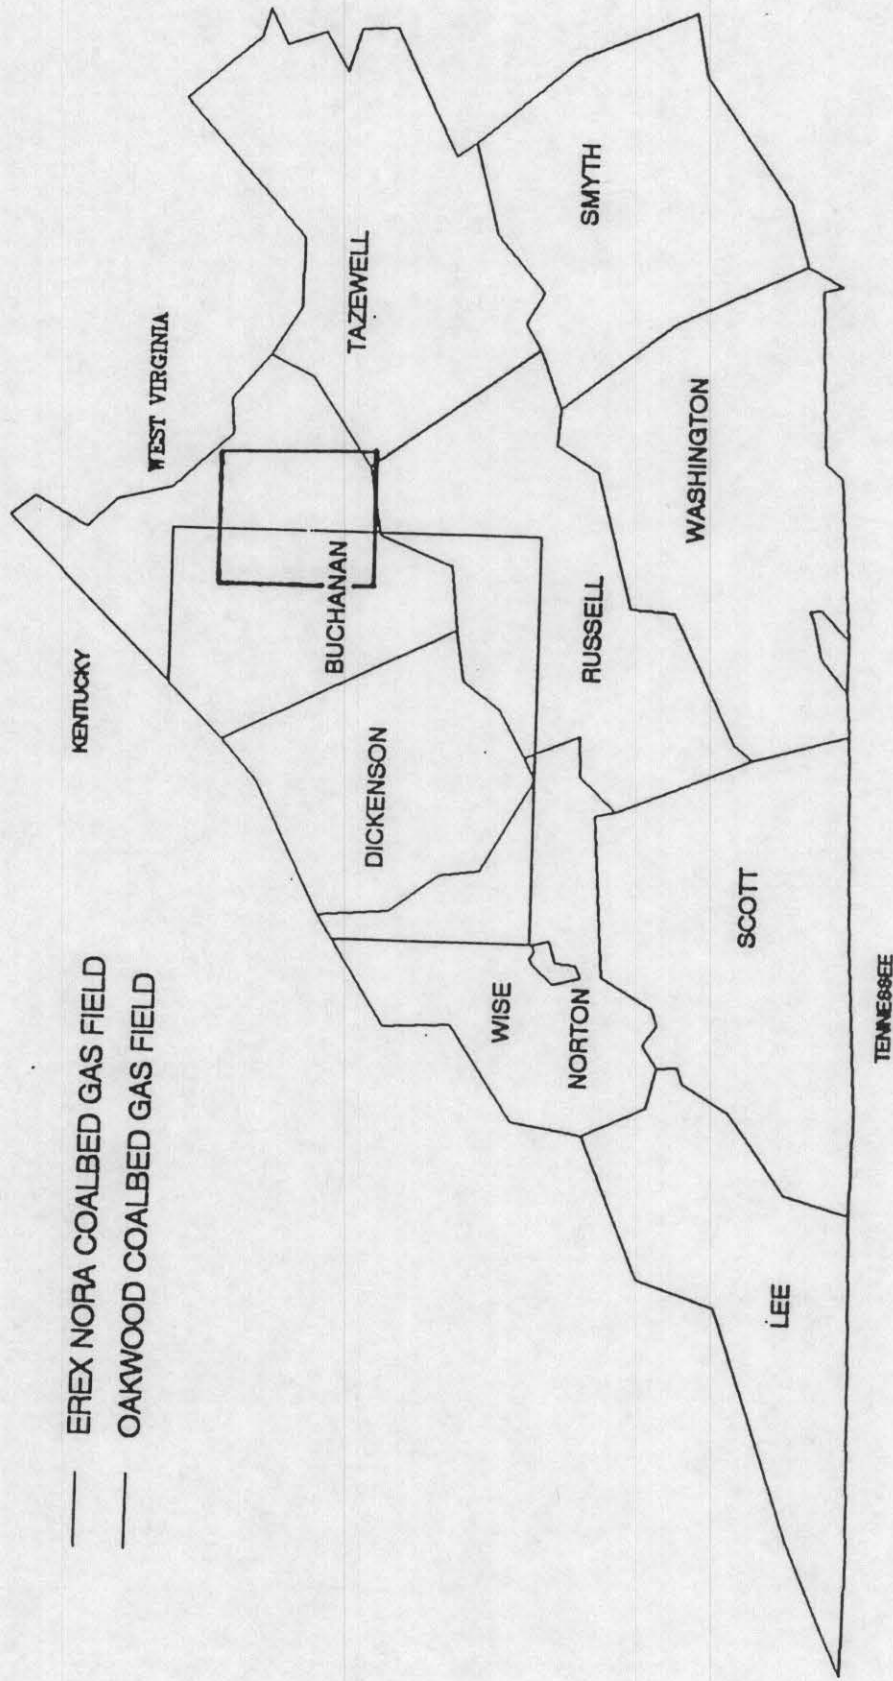 EREX NORA COALBED GAS FIELD
OAKWOOD COALBED GAS FIELD
KENTUCKY
WEST VIRGINIA
BUCHANAN
TAZEWELL
DICKENSON
WISE
NORTON
RUSSELL
SMYTH
WASHINGTON
SCOTT
LEE
TENNESSEE